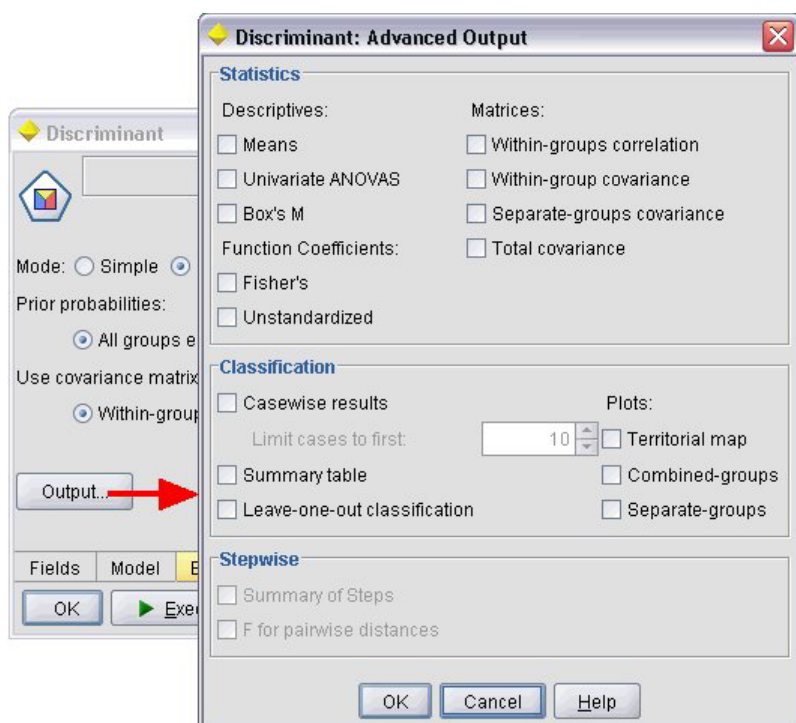 Discriminant: Advanced Output
Statistics
Descriptives:
Means
Univariate ANOVAS
Box's M
Function Coefficients:
Fisher's
Unstandardized
Matrices:
Within-groups correlation
Within-group covariance
Separate-groups covariance
Total covariance
Classification
Casewise results
Limit cases to first: 10
Summary table
Leave-one-out classification
Plots:
Territorial map
Combined-groups
Separate-groups
Stepwise
Summary of Steps
F for pairwise distances
OK Cancel Help
Discriminant
Mode: Simple
Prior probabilities:
All groups e
Use covariance matrix
Within-group
Output...
Fields Model E
OK Exe